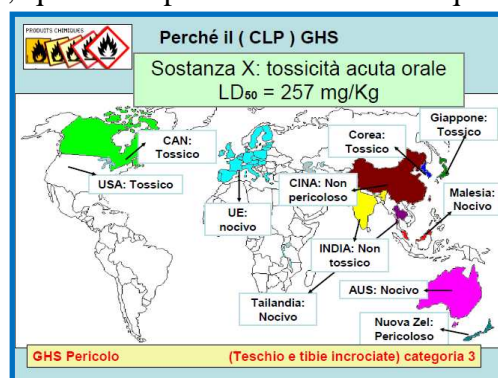 PRODUITS CHIMIQUES
Perché il ( CLP ) GHS
Sostanza X: tossicità acuta orale
LD50 = 257 mg/Kg
Giappone:
Tossico
CAN:
Tossico
Corea:
Tossico
USA: Tossico
CINA: Non
pericoloso
Malesia:
Nocivo
UE:
nocivo
INDIA: Non
tossico
AUS: Nocivo
Tailandia:
Nocivo
Nuova Zel:
Pericoloso
GHS Pericolo
(Teschio e tibie incrociate) categoria 3